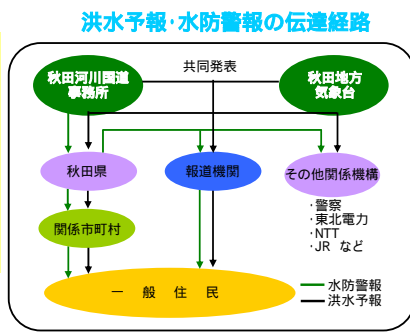 洪水予報・水防警報の伝達経路
秋田河川国道
事務所
共同発表
秋田地方
気象台
秋田県
報道機関
その他関係機構
・警察
・東北電力
・NTT
・JR など
関係市町村
一般住民
水防警報
洪水予報